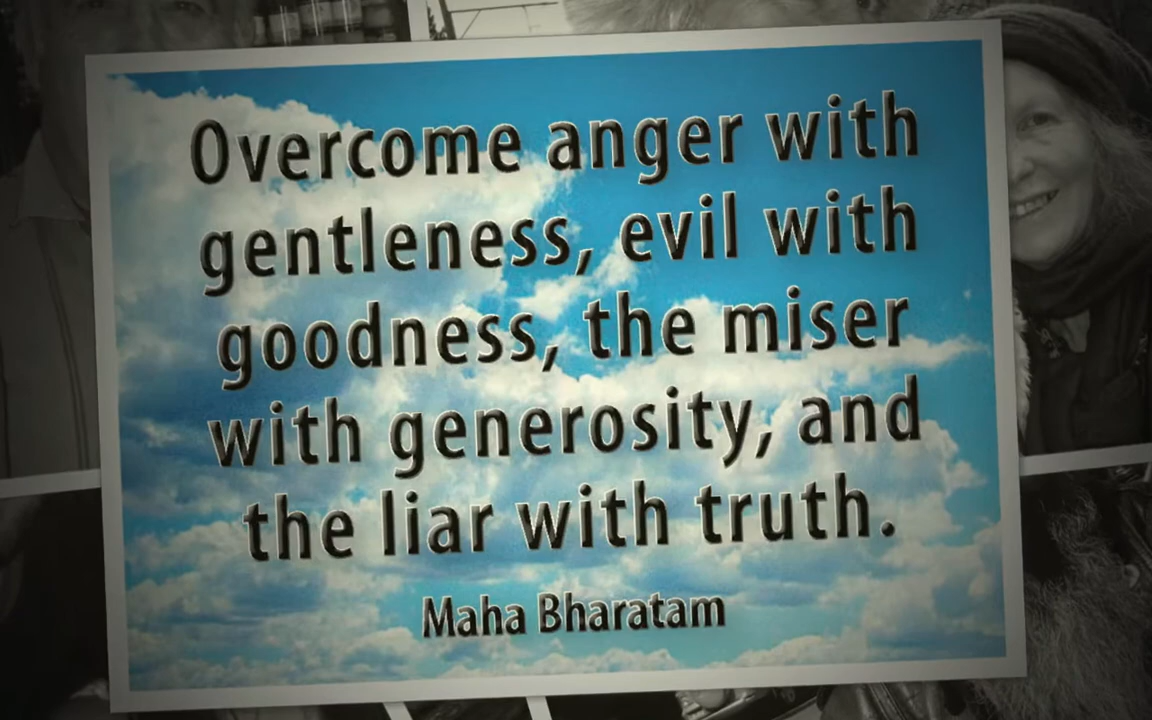 Overcome anger with
gentleness, evil with
goodness, the miser
with generosity, and
the liar with truth.
Maha Bharatam